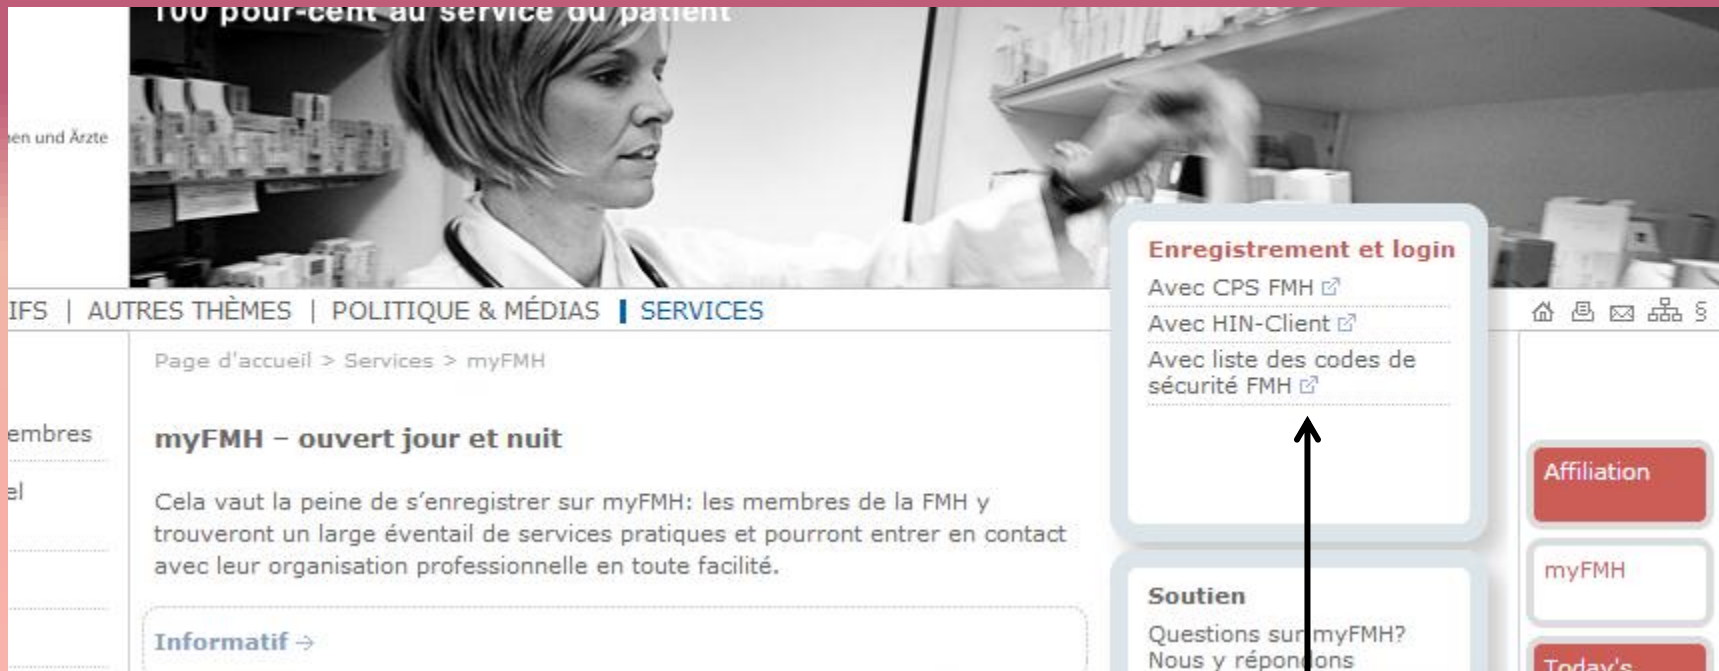 100 pour-cent au service du patient
en und Ärzte
IFS | AUTRES THÈMES | POLITIQUE & MÉDIAS | SERVICES
§
Page d'accueil > Services > myFMH
embres
el
myFMH – ouvert jour et nuit
Cela vaut la peine de s’enregistrer sur myFMH: les membres de la FMH y
trouveront un large éventail de services pratiques et pourront entrer en contact
avec leur organisation professionnelle en toute facilité.
Informatif →
Enregistrement et login
Avec CPS FMH
Avec HIN-Client
Avec liste des codes de
sécurité FMH
Soutien
Questions sur myFMH?
Nous y répondons
Affiliation
myFMH
Today's